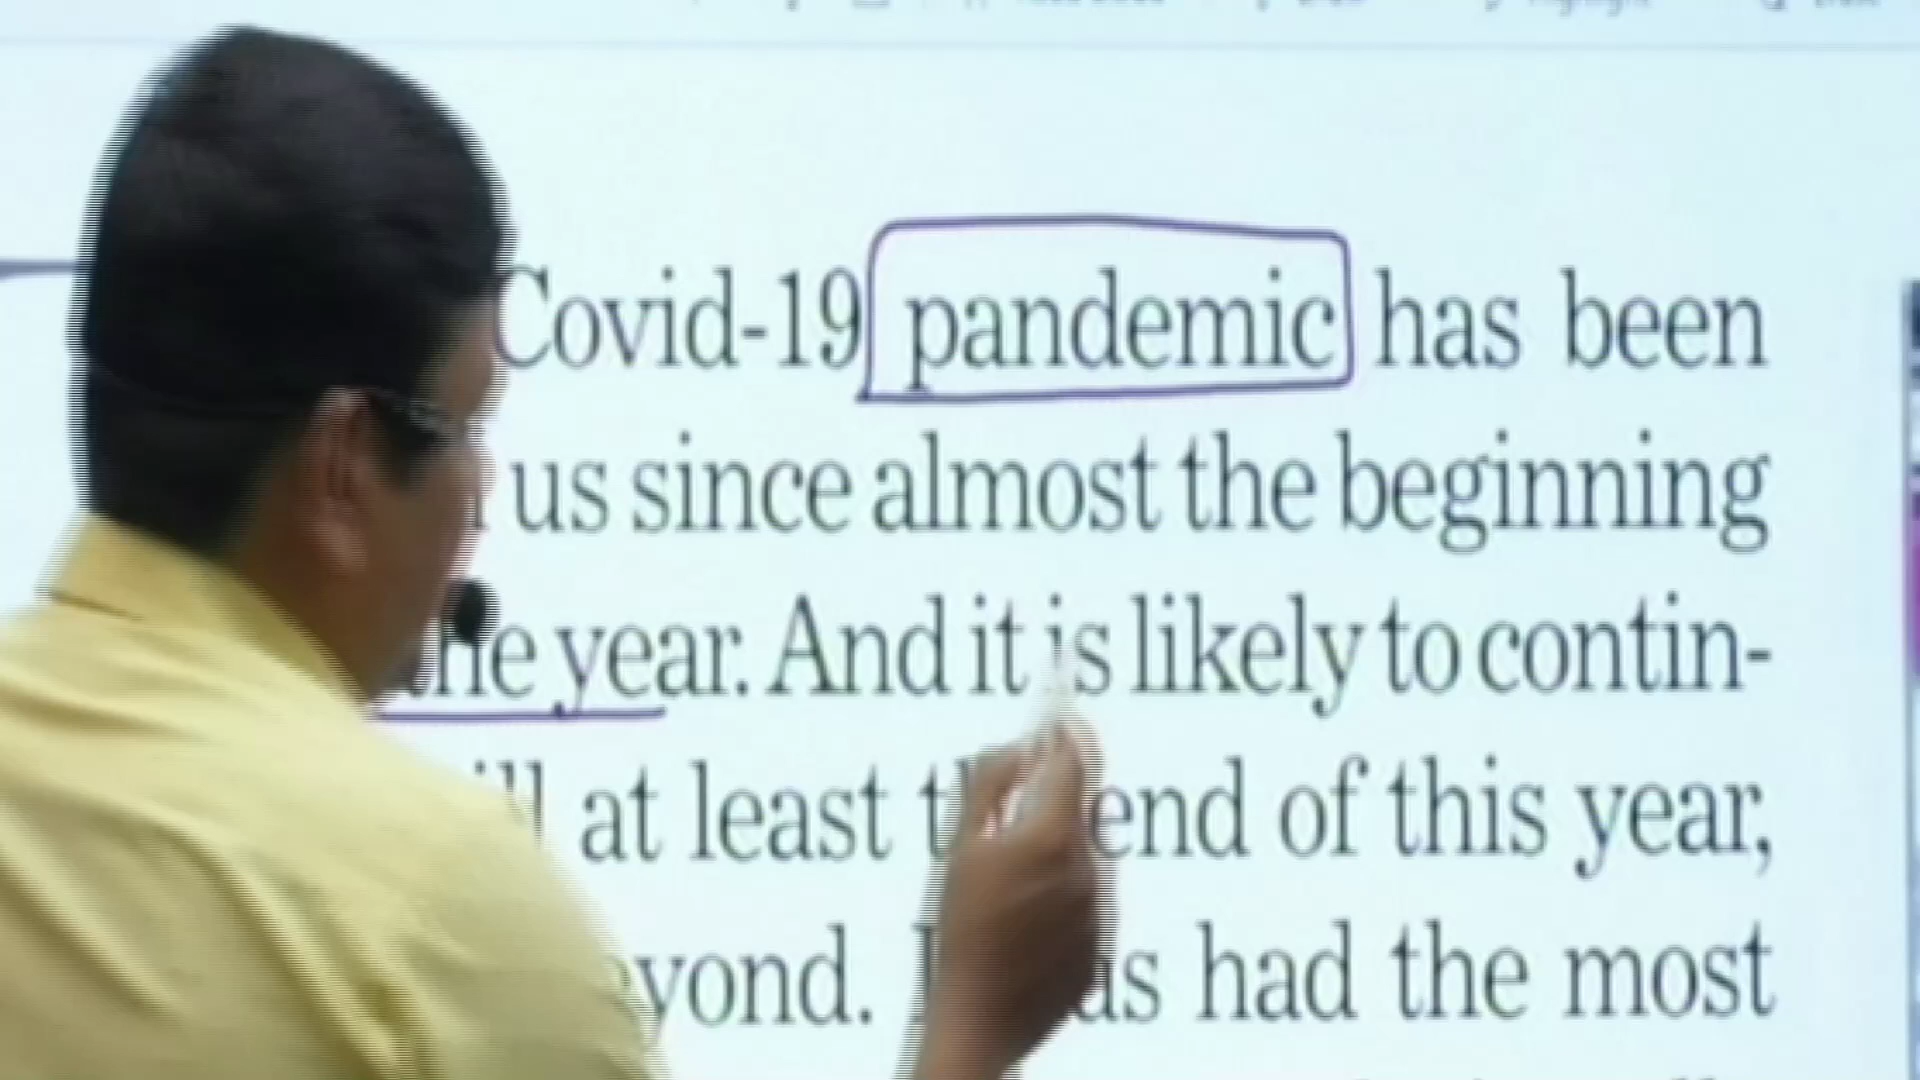 Covid-19 pandemic has been
us since almost the beginning
the year. And it is likely to contin-
at least end of this year,
had the most